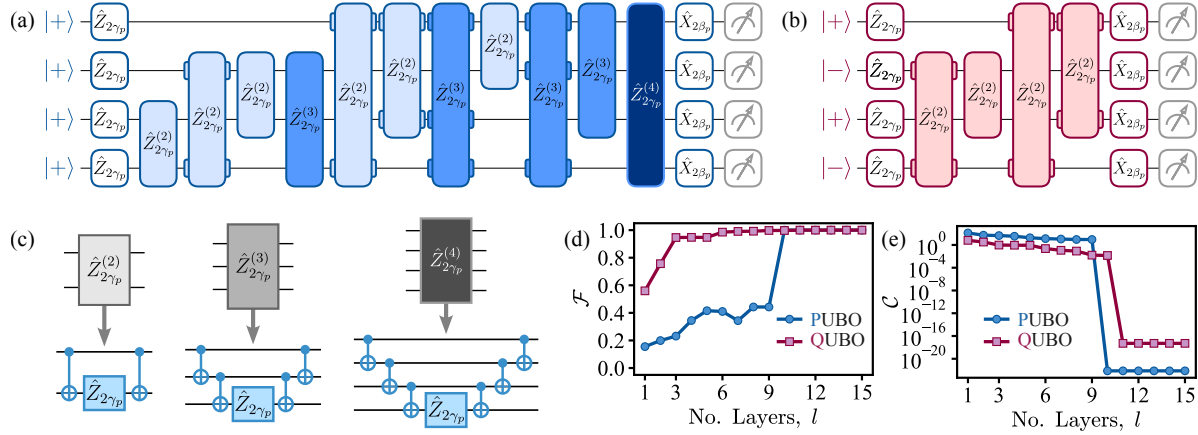 (a)
|+⟩ Ẑ_{2γ_p} Ẑ^{(2)}_{2γ_p} Ẑ^{(2)}_{2γ_p} X̂_{2β_p}
|+⟩ Ẑ_{2γ_p} Ẑ^{(2)}_{2γ_p} Ẑ^{(2)}_{2γ_p} Ẑ^{(3)}_{2γ_p} Ẑ^{(2)}_{2γ_p} Ẑ^{(3)}_{2γ_p} Ẑ^{(3)}_{2γ_p} Ẑ^{(3)}_{2γ_p} Ẑ^{(4)}_{2γ_p} X̂_{2β_p}
|+⟩ Ẑ_{2γ_p} Ẑ^{(2)}_{2γ_p} X̂_{2β_p}
|+⟩ Ẑ_{2γ_p} X̂_{2β_p}
(b)
|+⟩ Ẑ_{2γ_p} Ẑ^{(2)}_{2γ_p} X̂_{2β_p}
|−⟩ Ẑ_{2γ_p} Ẑ^{(2)}_{2γ_p} Ẑ^{(2)}_{2γ_p} Ẑ^{(2)}_{2γ_p} X̂_{2β_p}
|+⟩ Ẑ_{2γ_p} X̂_{2β_p}
|−⟩ Ẑ_{2γ_p} X̂_{2β_p}
(c)
Ẑ^{(2)}_{2γ_p} Ẑ^{(3)}_{2γ_p} Ẑ^{(4)}_{2γ_p}
Ẑ_{2γ_p} Ẑ_{2γ_p} Ẑ_{2γ_p}
(d)
ℱ
1.0
0.8
0.6
0.4
0.2
0.0
PUBO
QUBO
1 3 6 9 12 15
No. Layers, l
(e)
𝒞
10^0
10^{−4}
10^{−8}
10^{−12}
10^{−16}
10^{−20}
PUBO
QUBO
1 3 6 9 12 15
No. Layers, l